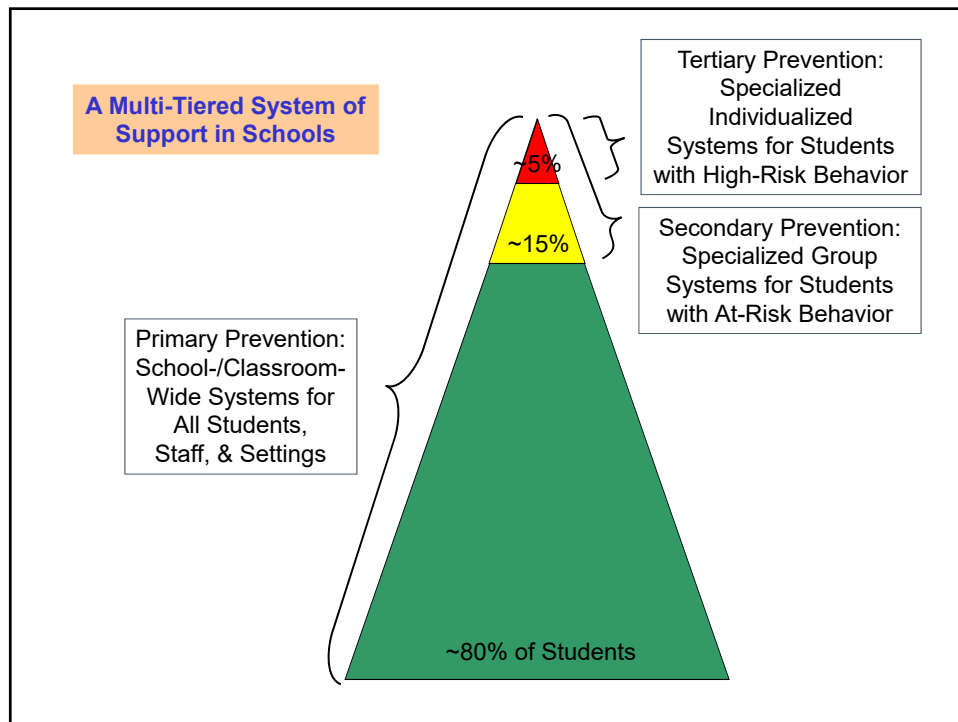 A Multi-Tiered System of
Support in Schools
Tertiary Prevention:
Specialized
Individualized
Systems for Students
with High-Risk Behavior
~5%
~15%
Secondary Prevention:
Specialized Group
Systems for Students
with At-Risk Behavior
Primary Prevention:
School-/Classroom-
Wide Systems for
All Students,
Staff, & Settings
~80% of Students